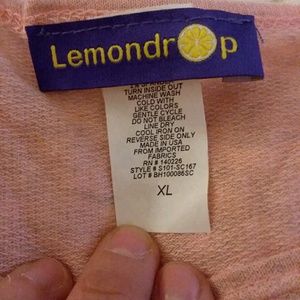 Lemondrop
TURN INSIDE OUT
MACHINE WASH
COLD WITH
LIKE COLORS
GENTLE CYCLE
DO NOT BLEACH
LINE DRY
COOL IRON ON
REVERSE SIDE ONLY
MADE IN USA
FROM IMPORTED
FABRICS
RN # 140226
STYLE # S101-SC167
LOT # BH100086SC
XL